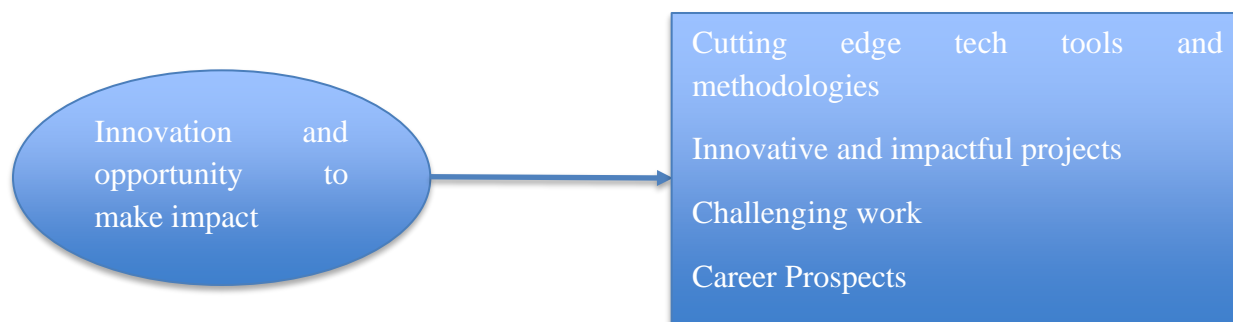 Innovation and
opportunity to
make impact
Cutting edge tech tools and
methodologies
Innovative and impactful projects
Challenging work
Career Prospects